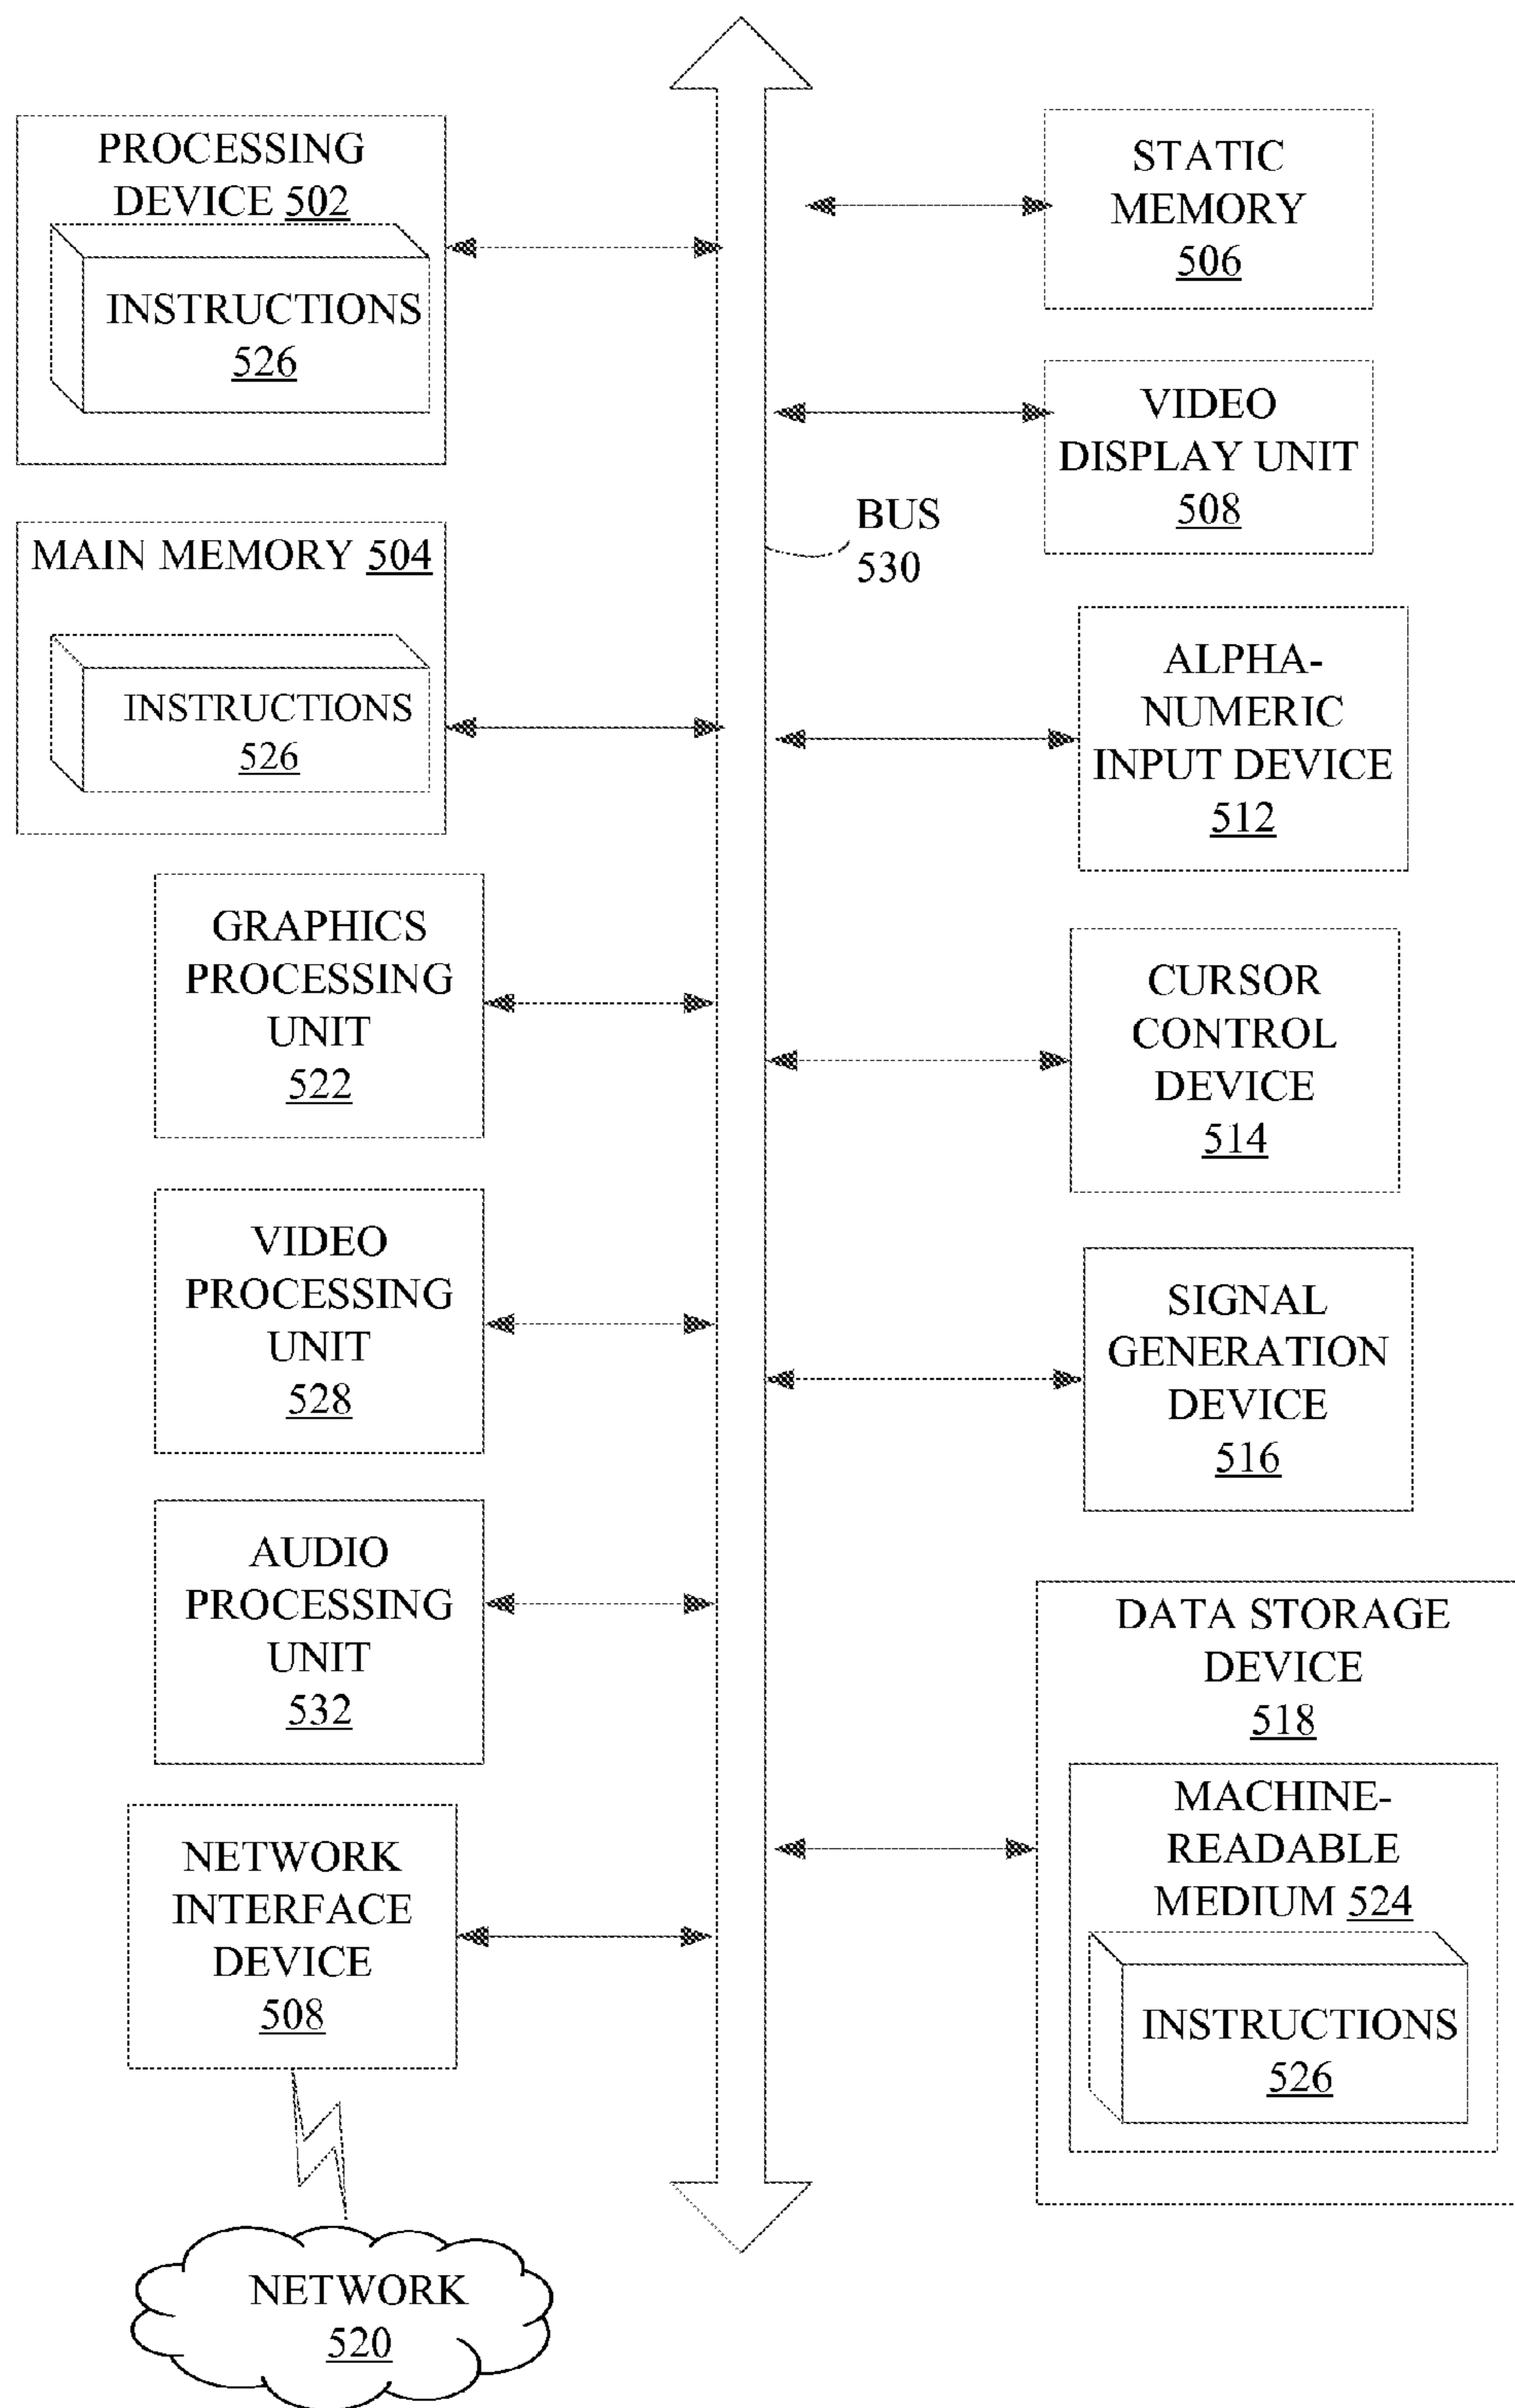 PROCESSING
DEVICE 502
INSTRUCTIONS
526
MAIN MEMORY 504
INSTRUCTIONS
526
GRAPHICS
PROCESSING
UNIT
522
VIDEO
PROCESSING
UNIT
528
AUDIO
PROCESSING
UNIT
532
NETWORK
INTERFACE
DEVICE
508
NETWORK
520
BUS
530
STATIC
MEMORY
506
VIDEO
DISPLAY UNIT
508
ALPHA-
NUMERIC
INPUT DEVICE
512
CURSOR
CONTROL
DEVICE
514
SIGNAL
GENERATION
DEVICE
516
DATA STORAGE
DEVICE
518
MACHINE-
READABLE
MEDIUM 524
INSTRUCTIONS
526